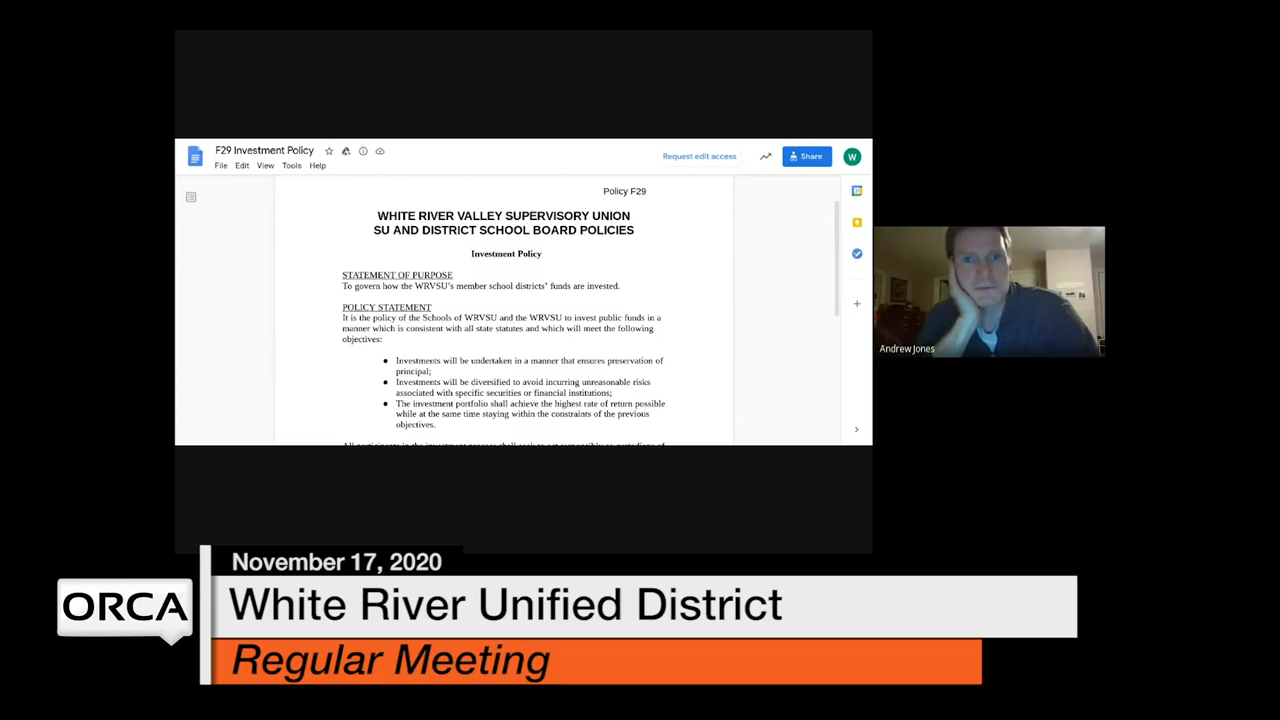 F29 Investment Policy
File Edit View Tools Help
Request edit access
Share
W
Policy F29
WHITE RIVER VALLEY SUPERVISORY UNION
SU AND DISTRICT SCHOOL BOARD POLICIES
Investment Policy
STATEMENT OF PURPOSE
To govern how the WRVSU's member school districts' funds are invested.
POLICY STATEMENT
It is the policy of the Schools of WRVSU and the WRVSU to invest public funds in a
manner which is consistent with all state statutes and which will meet the following
objectives:
● Investments will be undertaken in a manner that ensures preservation of
principal;
● Investments will be diversified to avoid incurring unreasonable risks
associated with specific securities or financial institutions;
● The investment portfolio shall achieve the highest rate of return possible
while at the same time staying within the constraints of the previous
objectives.
Andrew Jones
November 17, 2020
ORCA
White River Unified District
Regular Meeting